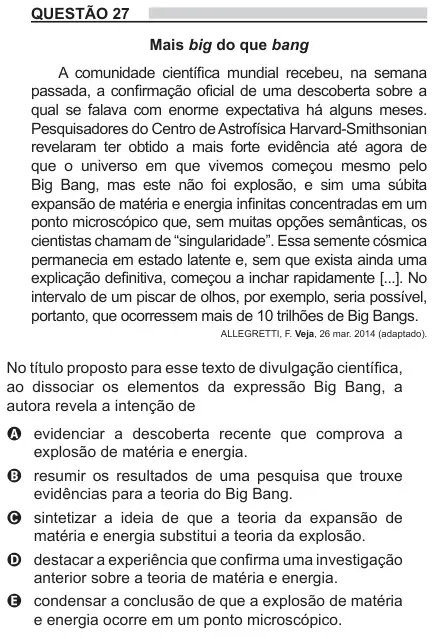 QUESTÃO 27
Mais big do que bang
A comunidade científica mundial recebeu, na semana
passada, a confirmação oficial de uma descoberta sobre a
qual se falava com enorme expectativa há alguns meses.
Pesquisadores do Centro de Astrofísica Harvard-Smithsonian
revelaram ter obtido a mais forte evidência até agora de
que o universo em que vivemos começou mesmo pelo
Big Bang, mas este não foi explosão, e sim uma súbita
expansão de matéria e energia infinitas concentradas em um
ponto microscópico que, sem muitas opções semânticas, os
cientistas chamam de “singularidade”. Essa semente cósmica
permanecia em estado latente e, sem que exista ainda uma
explicação definitiva, começou a inchar rapidamente [...]. No
intervalo de um piscar de olhos, por exemplo, seria possível,
portanto, que ocorressem mais de 10 trilhões de Big Bangs.
ALLEGRETTI, F. Veja, 26 mar. 2014 (adaptado).
No título proposto para esse texto de divulgação científica,
ao dissociar os elementos da expressão Big Bang, a
autora revela a intenção de
A evidenciar a descoberta recente que comprova a
explosão de matéria e energia.
B resumir os resultados de uma pesquisa que trouxe
evidências para a teoria do Big Bang.
C sintetizar a ideia de que a teoria da expansão de
matéria e energia substitui a teoria da explosão.
D destacar a experiência que confirma uma investigação
anterior sobre a teoria de matéria e energia.
E condensar a conclusão de que a explosão de matéria
e energia ocorre em um ponto microscópico.